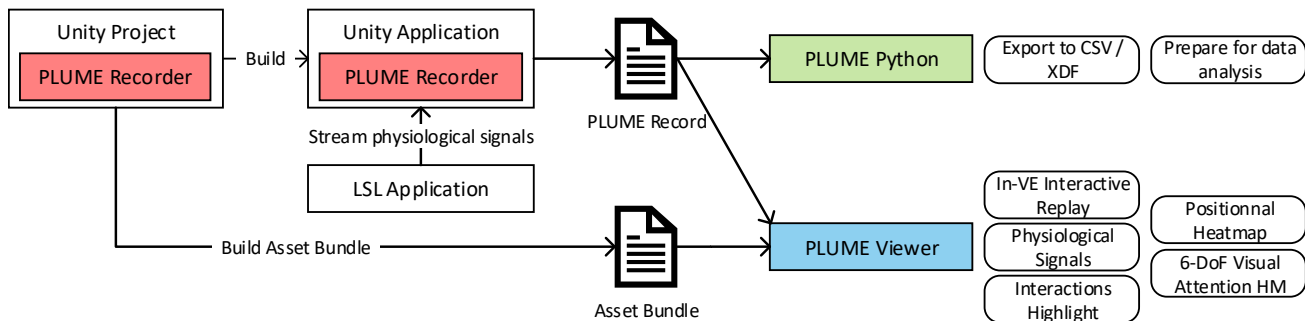 Unity Project
PLUME Recorder
Build
Unity Application
PLUME Recorder
Stream physiological signals
LSL Application
PLUME Record
PLUME Python
Export to CSV /
XDF
Prepare for data
analysis
Build Asset Bundle
Asset Bundle
PLUME Viewer
In-VE Interactive
Replay
Physiological
Signals
Interactions
Highlight
Positionnal
Heatmap
6-DoF Visual
Attention HM